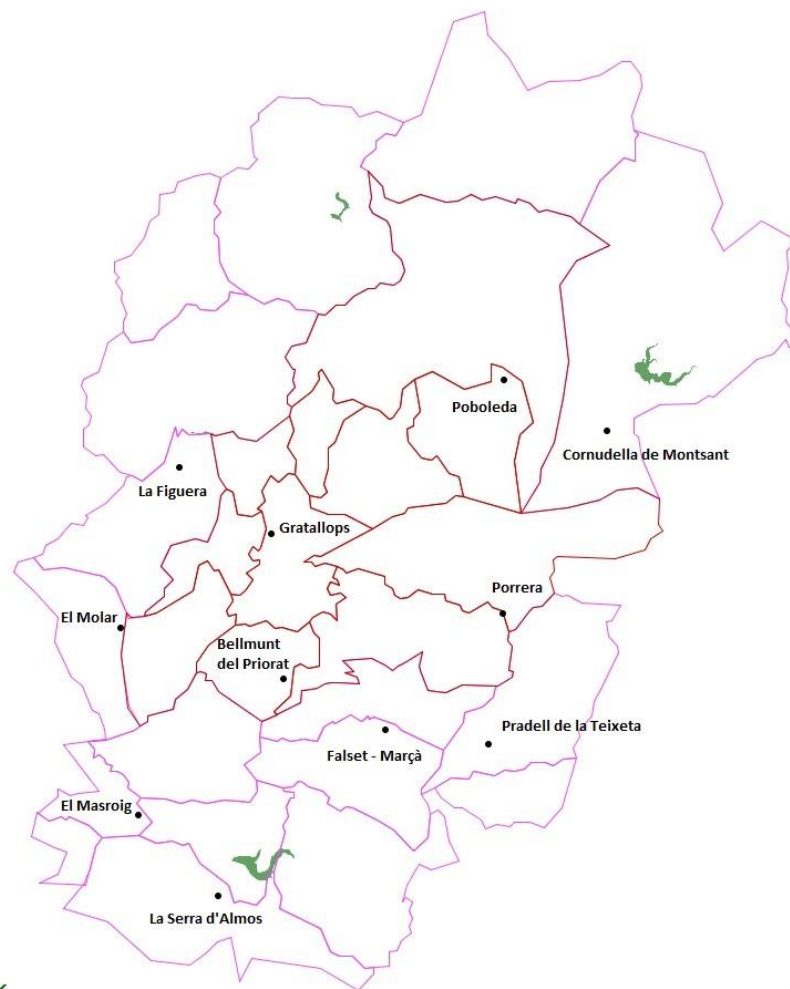 Poboleda
Cornudella de Montsant
La Figuera
Gratallops
Porrera
El Molar
Bellmunt
del Priorat
Pradell de la Teixeta
Falset - Marçà
El Masroig
La Serra d'Almos